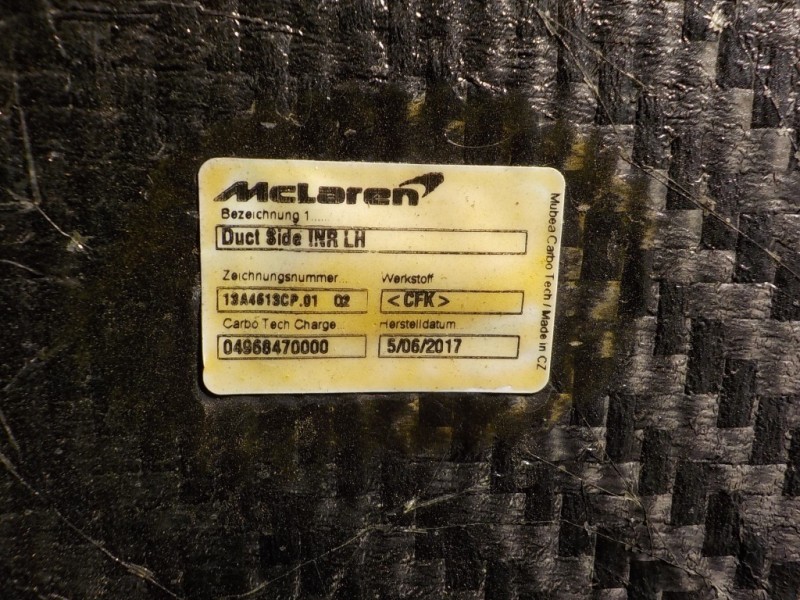 McLaren
Bezeichnung 1......
Duct Side INR LH
Zeichnungsnummer... Werkstoff
13A4613CP.01 02 <CFK>
Carbo Tech Charge Herstelldatum
04968470000 5/06/2017
Mubea Carbo Tech / Made in CZ